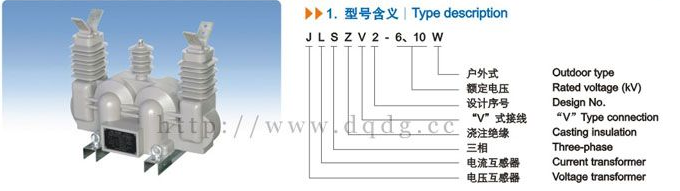 ▶▶1. 型号含义 | Type description
J L S Z V 2 - 6、10 W
户外式 Outdoor type
额定电压 Rated voltage (kV)
设计序号 Design No.
“V”式接线 “V”Type connection
浇注绝缘 Casting insulation
三相 Three-phase
电流互感器 Current transformer
电压互感器 Voltage transformer
http://www.dqdg.cc